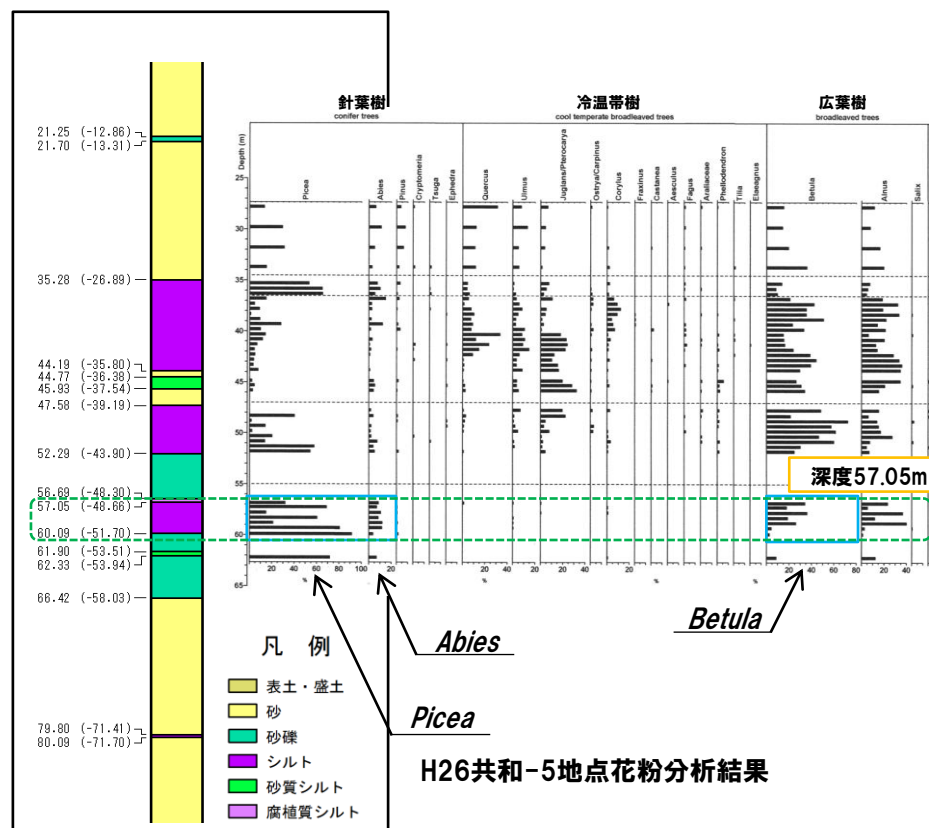 針葉樹
conifer trees
冷温帯樹
cool temperate broadleaved trees
広葉樹
broadleaved trees
Depth (m)
Picea
Abies
Pinus
Cryptomeria
Tsuga
Ephedra
Quercus
Ulmus
Juglans/Pterocarya
Ostrya/Carpinus
Corylus
Fraxinus
Castanea
Aesculus
Fagus
Araliaceae
Phellodendron
Tilia
Elaeagnus
Betula
Alnus
Salix
21.25 (-12.86)
21.70 (-13.31)
35.28 (-26.89)
44.19 (-35.80)
44.77 (-36.38)
45.93 (-37.54)
47.58 (-39.19)
52.29 (-43.90)
56.69 (-48.30)
57.05 (-48.66)
60.09 (-51.70)
61.90 (-53.51)
62.33 (-53.94)
66.42 (-58.03)
79.80 (-71.41)
80.09 (-71.70)
25
30
35
40
45
50
55
60
65
深度57.05m
20 40 60 80 100 20 20 40 20 40 20 20 40 60 80 20 40
% % % % % %
Abies
Betula
Picea
凡 例
表土・盛土
砂
砂礫
シルト
砂質シルト
腐植質シルト
H26共和-5地点花粉分析結果